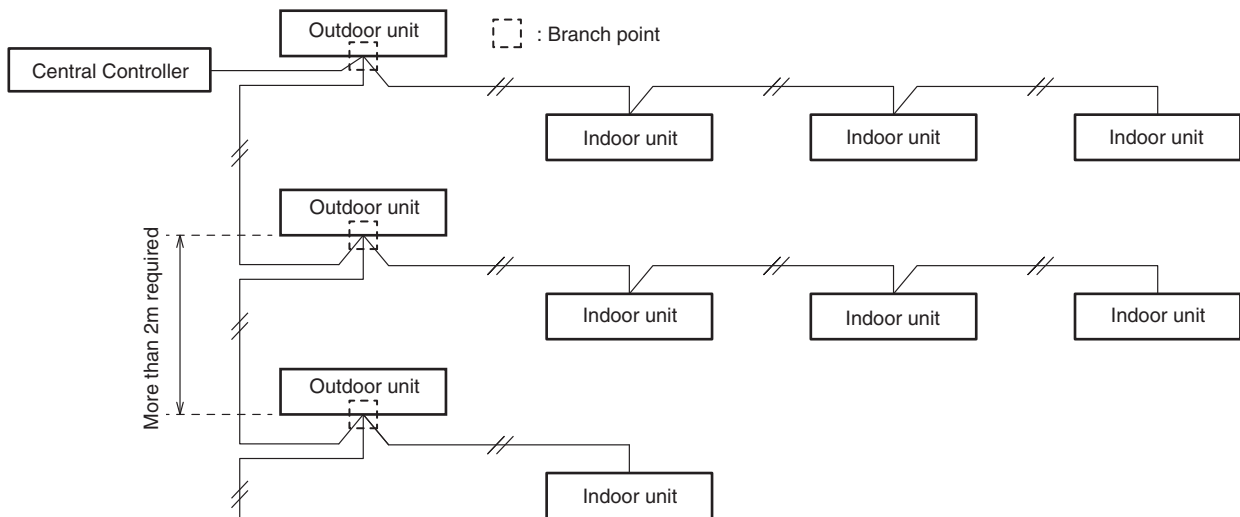 Outdoor unit
: Branch point
Central Controller
Indoor unit
Indoor unit
Indoor unit
Outdoor unit
More than 2m required
Indoor unit
Indoor unit
Indoor unit
Outdoor unit
Indoor unit